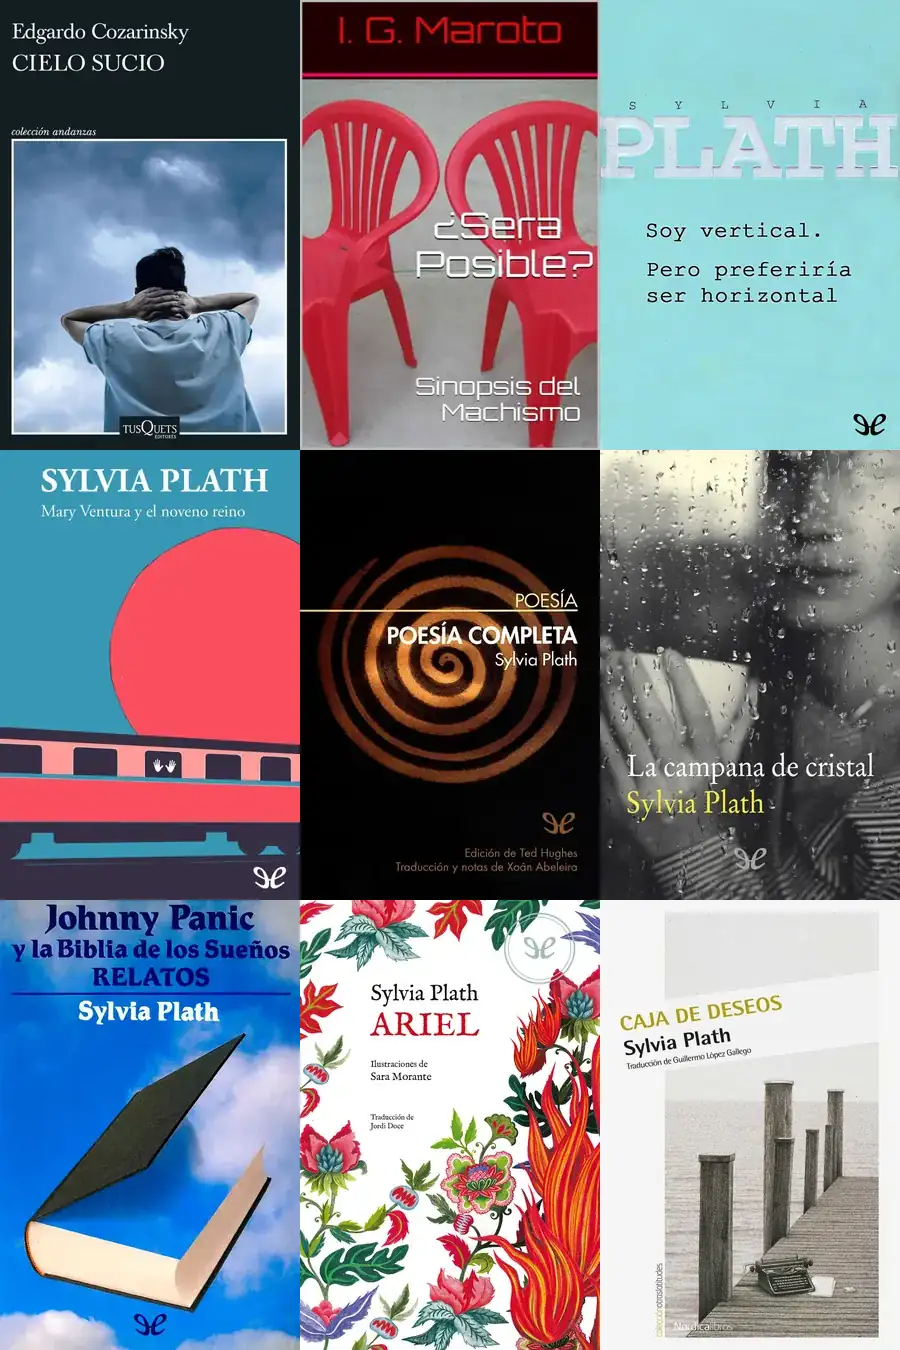 Edgardo Cozarinsky
CIELO SUCIO
colección andanzas
TUSQUETS
EDITORES
I. G. Maroto
¿Sera
Posible?
Sinopsis del
Machismo
SYLVIA
PLATH
Soy vertical.
Pero preferiría
ser horizontal
SYLVIA PLATH
Mary Ventura y el noveno reino
POESÍA
POESÍA COMPLETA
Sylvia Plath
Edición de Ted Hughes
Traducción y notas de Xoán Abeleira
La campana de cristal
Sylvia Plath
Johnny Panic
y la Biblia de los Sueños
RELATOS
Sylvia Plath
Sylvia Plath
ARIEL
Ilustraciones de
Sara Morante
Traducción de
Jordi Doce
CAJA DE DESEOS
Sylvia Plath
Traducción de Guillermo López Gallego
colecciónotraslatitudes
Nórdicalibros